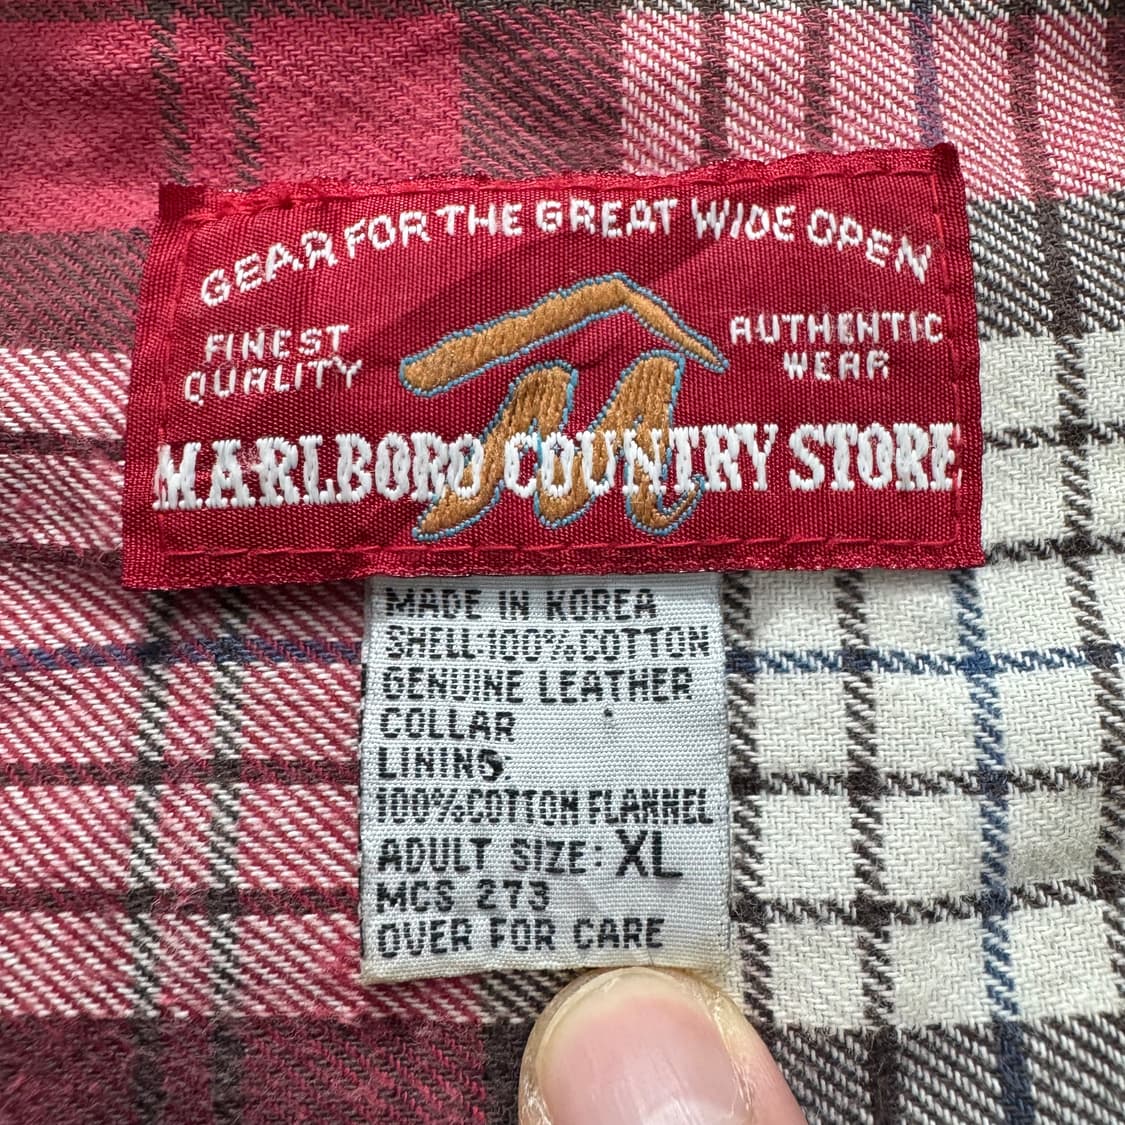 GEAR FOR THE GREAT WIDE OPEN
FINEST
QUALITY
AUTHENTIC
WEAR
MARLBORO COUNTRY STORE
MADE IN KOREA
SHELL:100%COTTON
GENUINE LEATHER
COLLAR
LINING:
100%COTTON FLANNEL
ADULT SIZE: XL
MCS 273
OVER FOR CARE